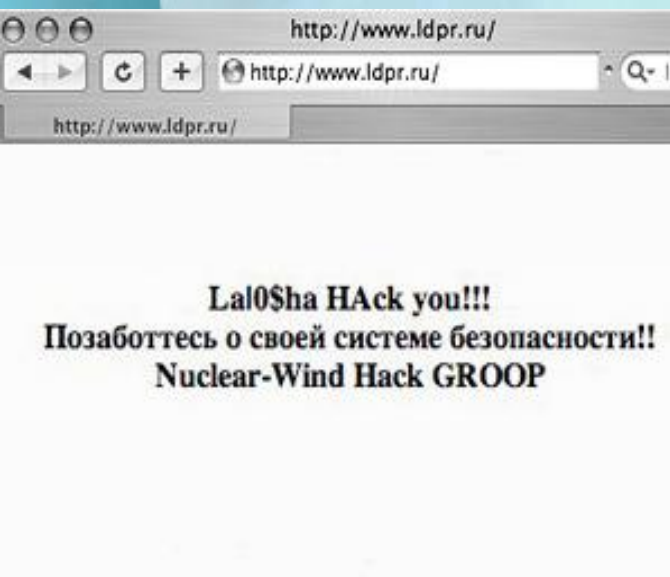 http://www.ldpr.ru/
http://www.ldpr.ru/
http://www.ldpr.ru/
Lal0$ha HAck you!!!
Позаботтесь о своей системе безопасности!!
Nuclear-Wind Hack GROOP